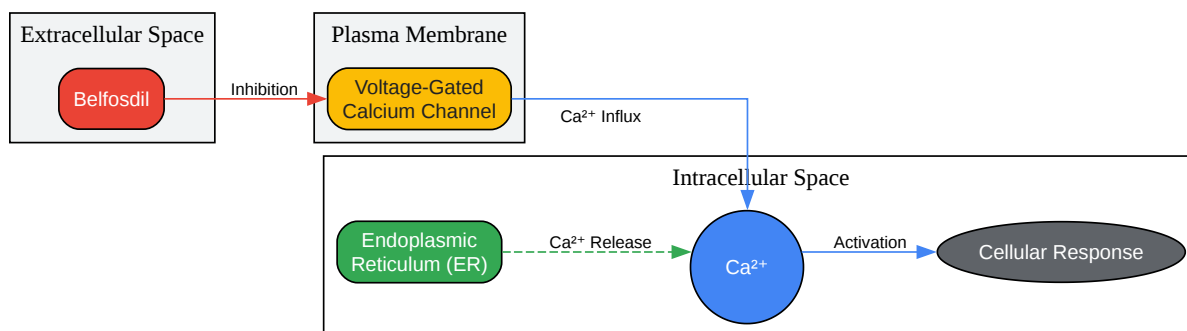 Extracellular Space
Plasma Membrane
Belfosdil
Inhibition
Voltage-Gated
Calcium Channel
Ca²⁺ Influx
Intracellular Space
Endoplasmic
Reticulum (ER)
Ca²⁺ Release
Ca²⁺
Activation
Cellular Response